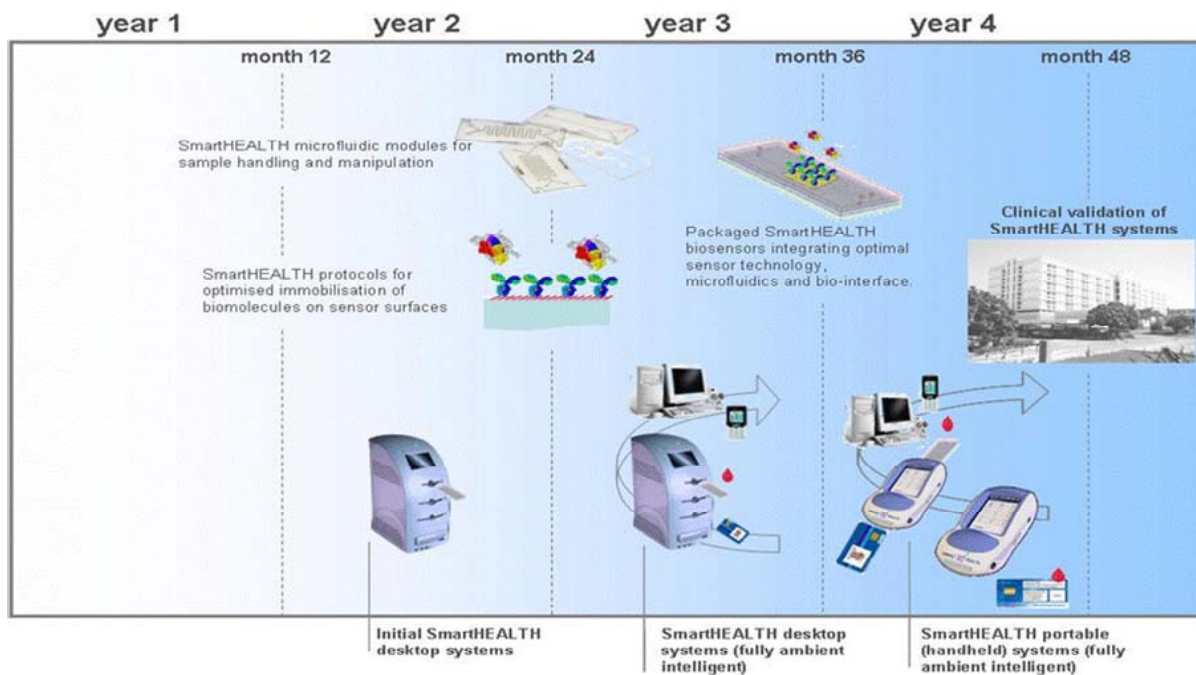 year 1
year 2
year 3
year 4
month 12
month 24
month 36
month 48
SmartHEALTH microfluidic modules for
sample handling and manipulation
SmartHEALTH protocols for
optimised immobilisation of
biomolecules on sensor surfaces
Packaged SmartHEALTH
biosensors integrating optimal
sensor technology,
microfluidics and bio-interface.
Clinical validation of
SmartHEALTH systems
Initial SmartHEALTH
desktop systems
SmartHEALTH desktop
systems (fully ambient
intelligent)
SmartHEALTH portable
(handheld) systems (fully
ambient intelligent)